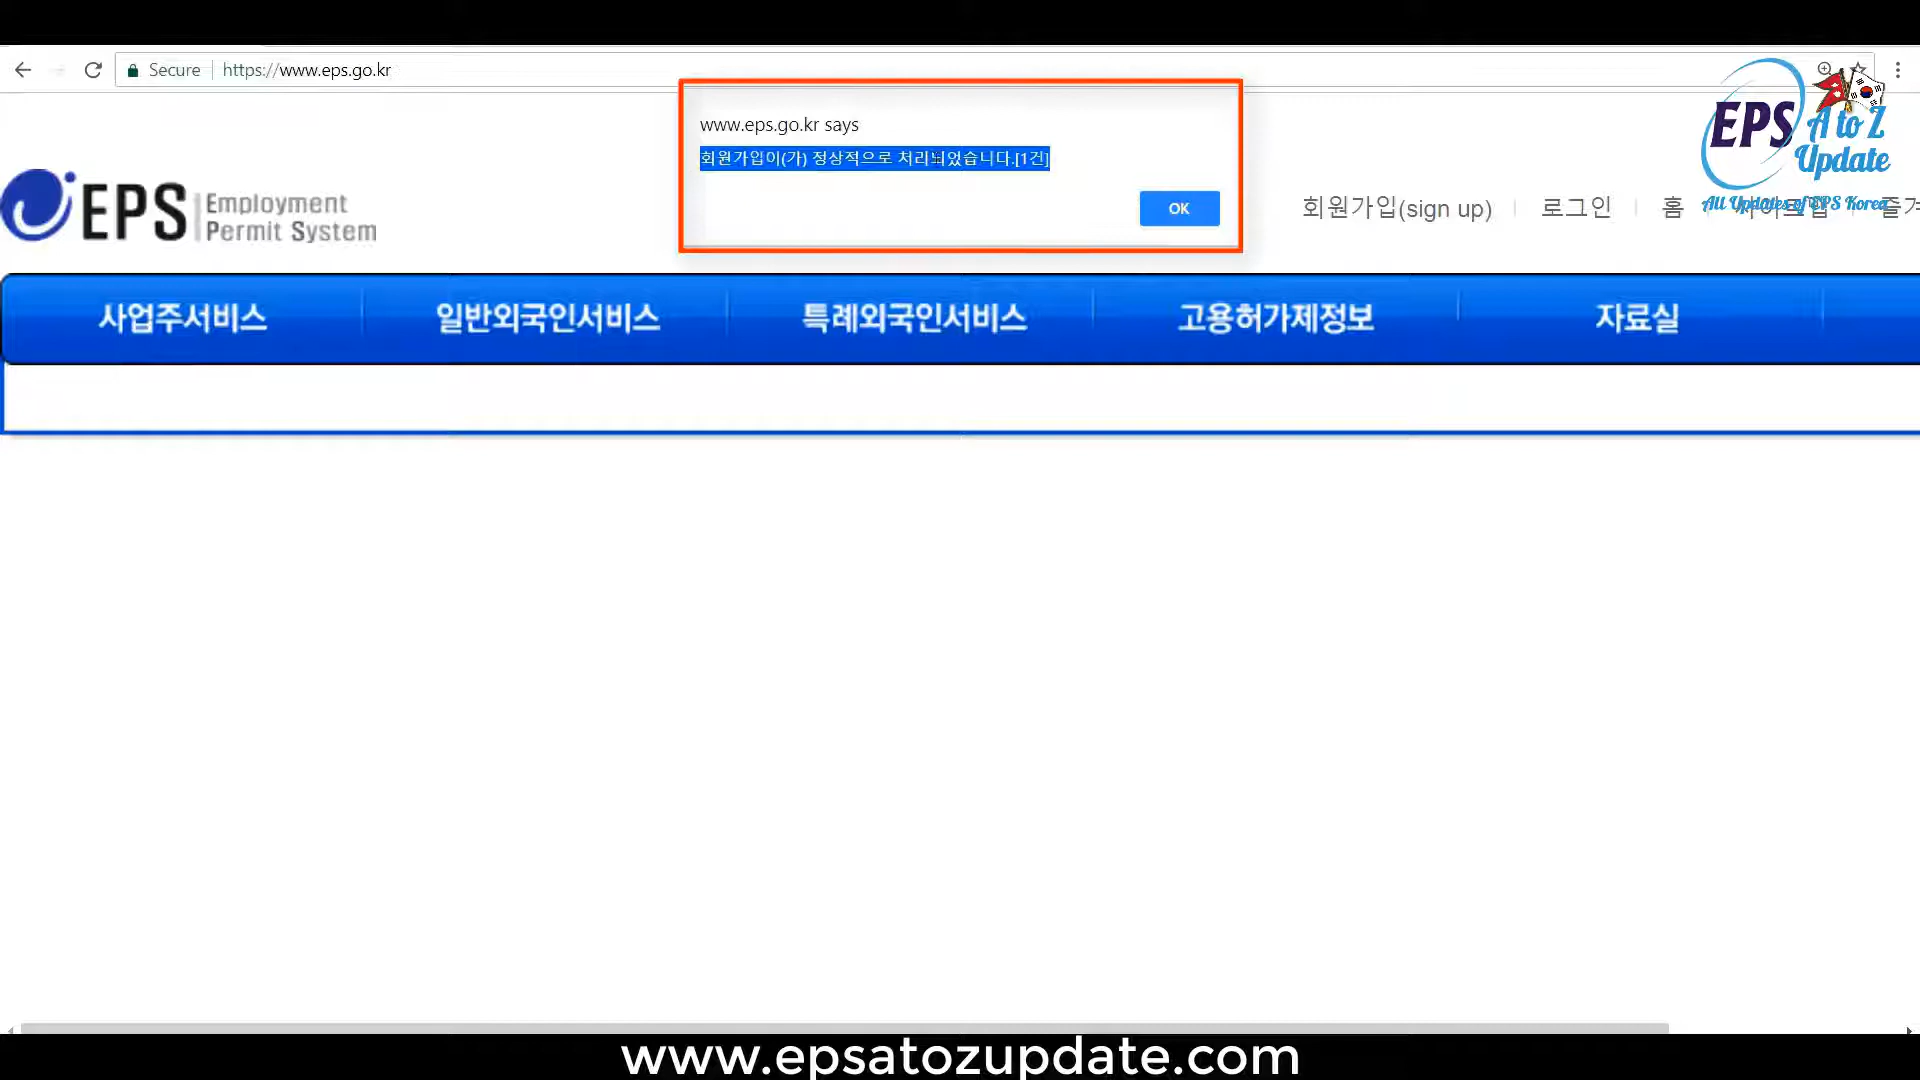 Secure https://www.eps.go.kr
www.eps.go.kr says
회원가입이(가) 정상적으로 처리되었습니다.[1건]
OK
EPS A to Z Update
All Updates of EPS Korea
EPS Employment Permit System
회원가입(sign up) 로그인 홈
사업주서비스 일반외국인서비스 특례외국인서비스 고용허가제정보 자료실
www.epsatozupdate.com